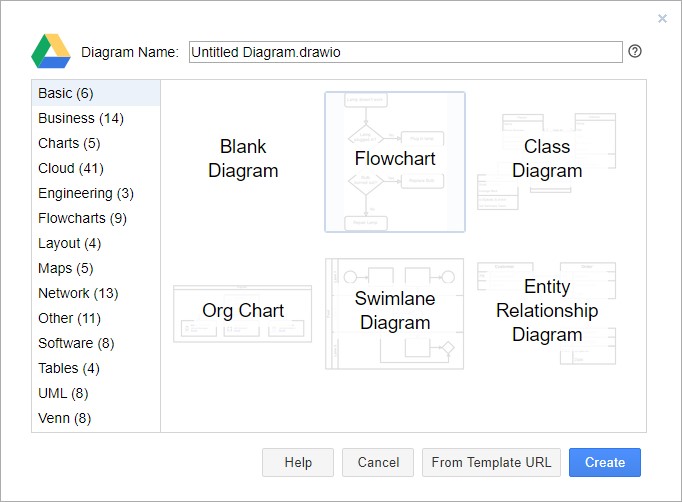 Diagram Name:
Untitled Diagram.drawio
Basic (6)
Business (14)
Charts (5)
Cloud (41)
Engineering (3)
Flowcharts (9)
Layout (4)
Maps (5)
Network (13)
Other (11)
Software (8)
Tables (4)
UML (8)
Venn (8)
Blank
Diagram
Flowchart
Class
Diagram
Org Chart
Swimlane
Diagram
Entity
Relationship
Diagram
Help
Cancel
From Template URL
Create